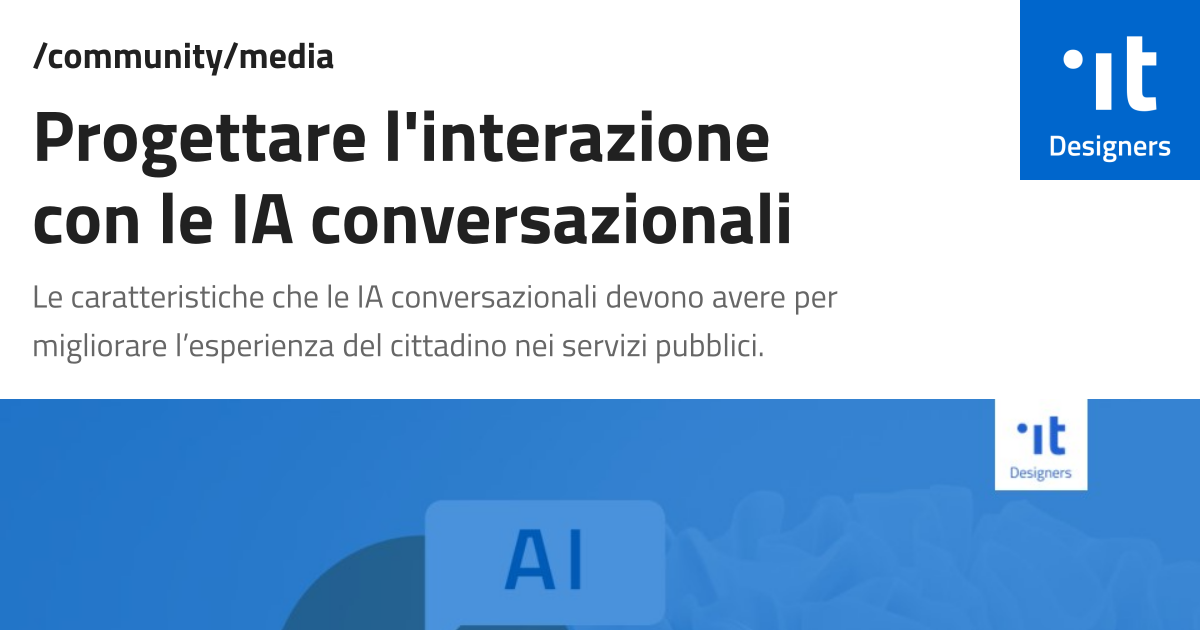 /community/media
Progettare l'interazione
con le IA conversazionali
Le caratteristiche che le IA conversazionali devono avere per
migliorare l’esperienza del cittadino nei servizi pubblici.
it
Designers
it
Designers
AI